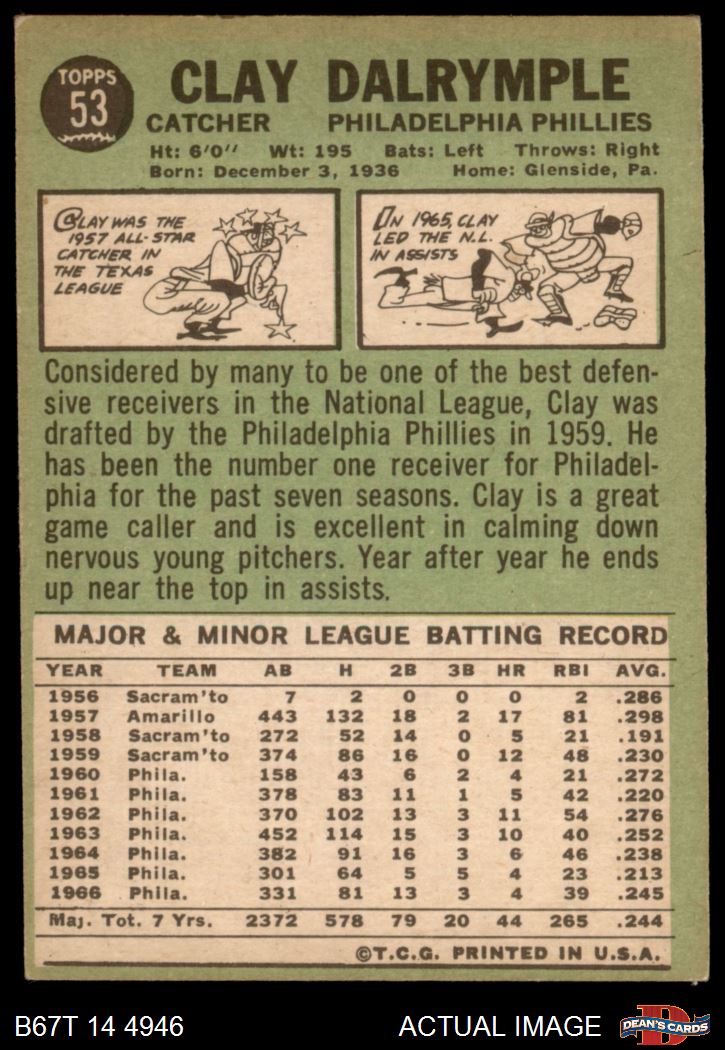 TOPPS
53
CLAY DALRYMPLE
CATCHER PHILADELPHIA PHILLIES
Ht: 6'0" Wt: 195 Bats: Left Throws: Right
Born: December 3, 1936 Home: Glenside, Pa.
CLAY WAS THE
1957 ALL-STAR
CATCHER IN
THE TEXAS
LEAGUE
IN 1965, CLAY
LED THE N.L.
IN ASSISTS
Considered by many to be one of the best defen-
sive receivers in the National League, Clay was
drafted by the Philadelphia Phillies in 1959. He
has been the number one receiver for Philadel-
phia for the past seven seasons. Clay is a great
game caller and is excellent in calming down
nervous young pitchers. Year after year he ends
up near the top in assists.
MAJOR & MINOR LEAGUE BATTING RECORD
YEAR TEAM AB H 2B 3B HR RBI AVG.
1956 Sacram'to 7 2 0 0 0 2 .286
1957 Amarillo 443 132 18 2 17 81 .298
1958 Sacram'to 272 52 14 0 5 21 .191
1959 Sacram'to 374 86 16 0 12 48 .230
1960 Phila. 158 43 6 2 4 21 .272
1961 Phila. 378 83 11 1 5 42 .220
1962 Phila. 370 102 13 3 11 54 .276
1963 Phila. 452 114 15 3 10 40 .252
1964 Phila. 382 91 16 3 6 46 .238
1965 Phila. 301 64 5 5 4 23 .213
1966 Phila. 331 81 13 3 4 39 .245
Maj. Tot. 7 Yrs. 2372 578 79 20 44 265 .244
©T.C.G. PRINTED IN U.S.A.
B67T 14 4946 ACTUAL IMAGE
D
DEAN'S CARDS